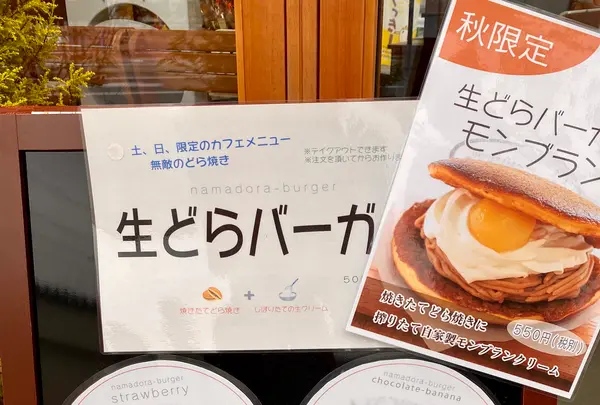 土、日、限定のカフェメニュー
無敵のどら焼き
※テイクアウトできます
※注文を頂してからお作り
namadora-burger
生どらバーガ
50
焼きたてどら焼き
+
しぼりたての生クリーム
秋限定
生どらバーガ
モンブラン
焼きたてどら焼きに
搾りたて自家製モンブランクリーム
550円(税別)
namadora-burger
strawberry
namadora-burger
chocolate-banana